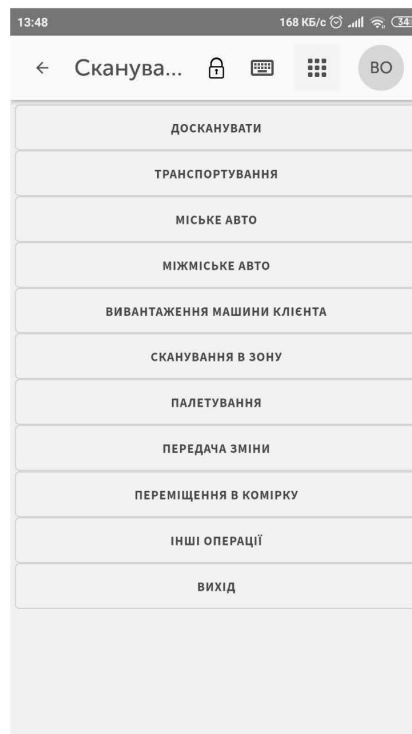 13:48
168 КБ/с
34
Сканува...
ВО
ДОСКАНУВАТИ
ТРАНСПОРТУВАННЯ
МІСЬКЕ АВТО
МІЖМІСЬКЕ АВТО
ВИВАНТАЖЕННЯ МАШИНИ КЛІЄНТА
СКАНУВАННЯ В ЗОНУ
ПАЛЕТУВАННЯ
ПЕРЕДАЧА ЗМІНИ
ПЕРЕМІЩЕННЯ В КОМІРКУ
ІНШІ ОПЕРАЦІЇ
ВИХІД